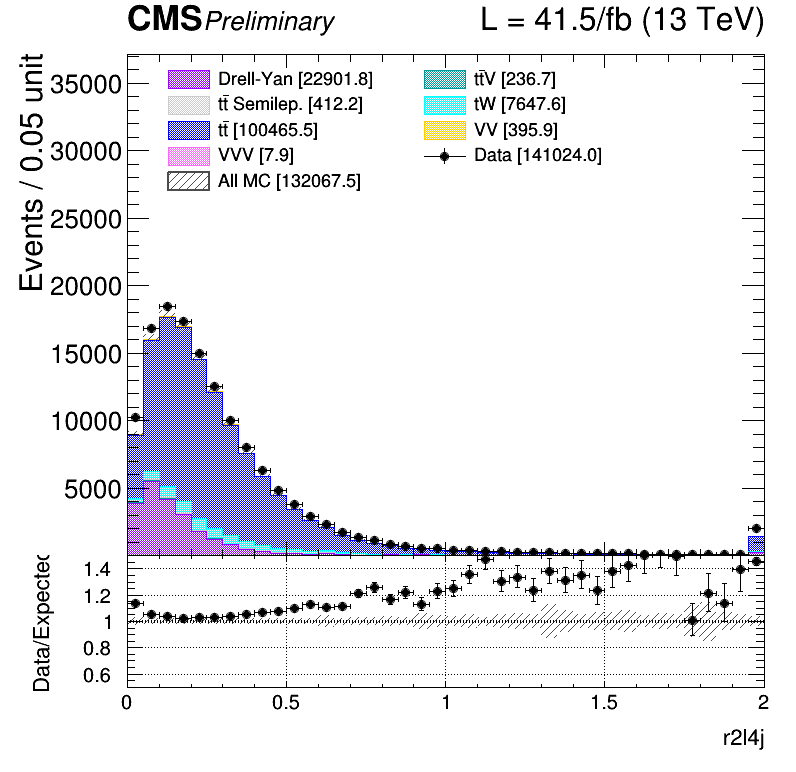 CMS Preliminary L = 41.5/fb (13 TeV)
Events / 0.05 unit
35000
30000
25000
20000
15000
10000
5000
Drell-Yan [22901.8]
tt̄ Semilep. [412.2]
tt̄ [100465.5]
VVV [7.9]
All MC [132067.5]
tt̄V [236.7]
tW [7647.6]
VV [395.9]
Data [141024.0]
Data/Expected
1.4
1.2
1
0.8
0.6
0 0.5 1 1.5 2
r2l4j